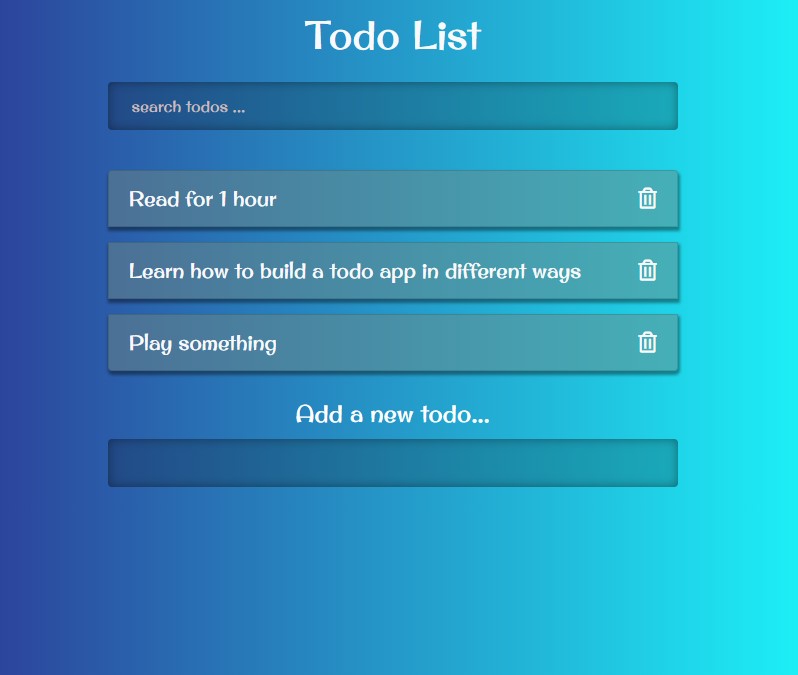 Todo List
search todos ...
Read for 1 hour
Learn how to build a todo app in different ways
Play something
Add a new todo...